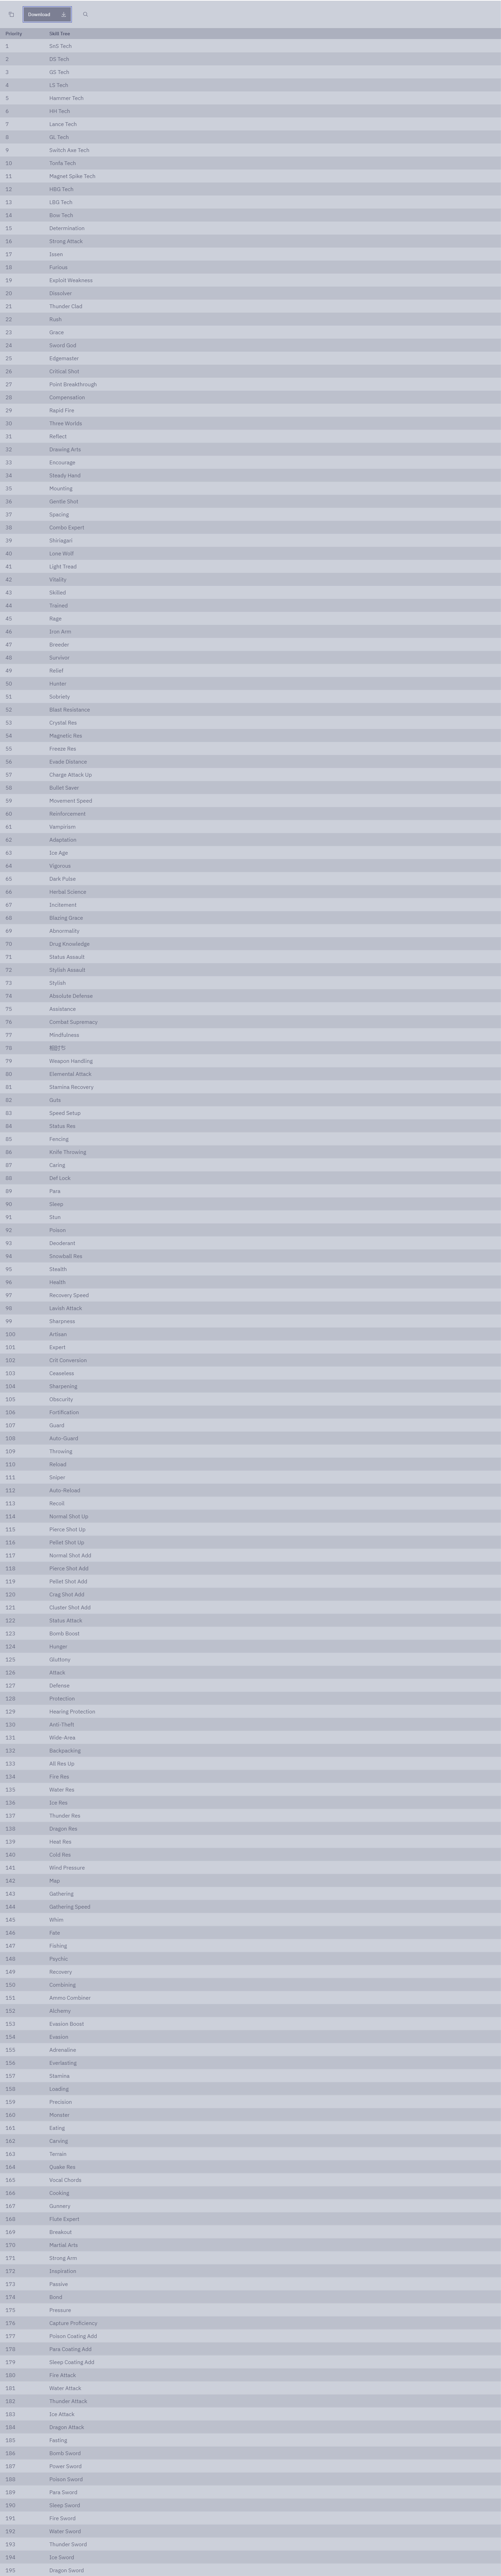 Download
Priority Skill Tree
1 SnS Tech
2 DS Tech
3 GS Tech
4 LS Tech
5 Hammer Tech
6 HH Tech
7 Lance Tech
8 GL Tech
9 Switch Axe Tech
10 Tonfa Tech
11 Magnet Spike Tech
12 HBG Tech
13 LBG Tech
14 Bow Tech
15 Determination
16 Strong Attack
17 Issen
18 Furious
19 Exploit Weakness
20 Dissolver
21 Thunder Clad
22 Rush
23 Grace
24 Sword God
25 Edgemaster
26 Critical Shot
27 Point Breakthrough
28 Compensation
29 Rapid Fire
30 Three Worlds
31 Reflect
32 Drawing Arts
33 Encourage
34 Steady Hand
35 Mounting
36 Gentle Shot
37 Spacing
38 Combo Expert
39 Shiriagari
40 Lone Wolf
41 Light Tread
42 Vitality
43 Skilled
44 Trained
45 Rage
46 Iron Arm
47 Breeder
48 Survivor
49 Relief
50 Hunter
51 Sobriety
52 Blast Resistance
53 Crystal Res
54 Magnetic Res
55 Freeze Res
56 Evade Distance
57 Charge Attack Up
58 Bullet Saver
59 Movement Speed
60 Reinforcement
61 Vampirism
62 Adaptation
63 Ice Age
64 Vigorous
65 Dark Pulse
66 Herbal Science
67 Incitement
68 Blazing Grace
69 Abnormality
70 Drug Knowledge
71 Status Assault
72 Stylish Assault
73 Stylish
74 Absolute Defense
75 Assistance
76 Combat Supremacy
77 Mindfulness
78
79 Weapon Handling
80 Elemental Attack
81 Stamina Recovery
82 Guts
83 Speed Setup
84 Status Res
85 Fencing
86 Knife Throwing
87 Caring
88 Def Lock
89 Para
90 Sleep
91 Stun
92 Poison
93 Deoderant
94 Snowball Res
95 Stealth
96 Health
97 Recovery Speed
98 Lavish Attack
99 Sharpness
100 Artisan
101 Expert
102 Crit Conversion
103 Ceaseless
104 Sharpening
105 Obscurity
106 Fortification
107 Guard
108 Auto-Guard
109 Throwing
110 Reload
111 Sniper
112 Auto-Reload
113 Recoil
114 Normal Shot Up
115 Pierce Shot Up
116 Pellet Shot Up
117 Normal Shot Add
118 Pierce Shot Add
119 Pellet Shot Add
120 Crag Shot Add
121 Cluster Shot Add
122 Status Attack
123 Bomb Boost
124 Hunger
125 Gluttony
126 Attack
127 Defense
128 Protection
129 Hearing Protection
130 Anti-Theft
131 Wide-Area
132 Backpacking
133 All Res Up
134 Fire Res
135 Water Res
136 Ice Res
137 Thunder Res
138 Dragon Res
139 Heat Res
140 Cold Res
141 Wind Pressure
142 Map
143 Gathering
144 Gathering Speed
145 Whim
146 Fate
147 Fishing
148 Psychic
149 Recovery
150 Combining
151 Ammo Combiner
152 Alchemy
153 Evasion Boost
154 Evasion
155 Adrenaline
156 Everlasting
157 Stamina
158 Loading
159 Precision
160 Monster
161 Eating
162 Carving
163 Terrain
164 Quake Res
165 Vocal Chords
166 Cooking
167 Gunnery
168 Flute Expert
169 Breakout
170 Martial Arts
171 Strong Arm
172 Inspiration
173 Passive
174 Bond
175 Pressure
176 Capture Proficiency
177 Poison Coating Add
178 Para Coating Add
179 Sleep Coating Add
180 Fire Attack
181 Water Attack
182 Thunder Attack
183 Ice Attack
184 Dragon Attack
185 Fasting
186 Bomb Sword
187 Power Sword
188 Poison Sword
189 Para Sword
190 Sleep Sword
191 Fire Sword
192 Water Sword
193 Thunder Sword
194 Ice Sword
195 Dragon Sword